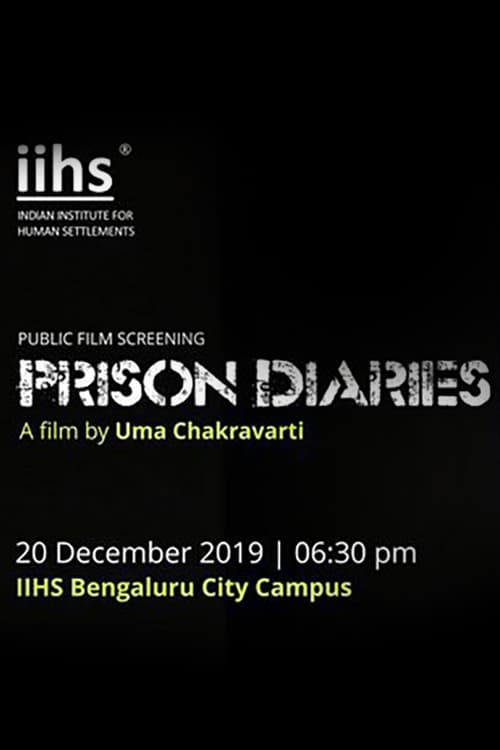 iihs®
INDIAN INSTITUTE FOR
HUMAN SETTLEMENTS
PUBLIC FILM SCREENING
PRISON DIARIES
A film by Uma Chakravarti
20 December 2019 | 06:30 pm
IIHS Bengaluru City Campus